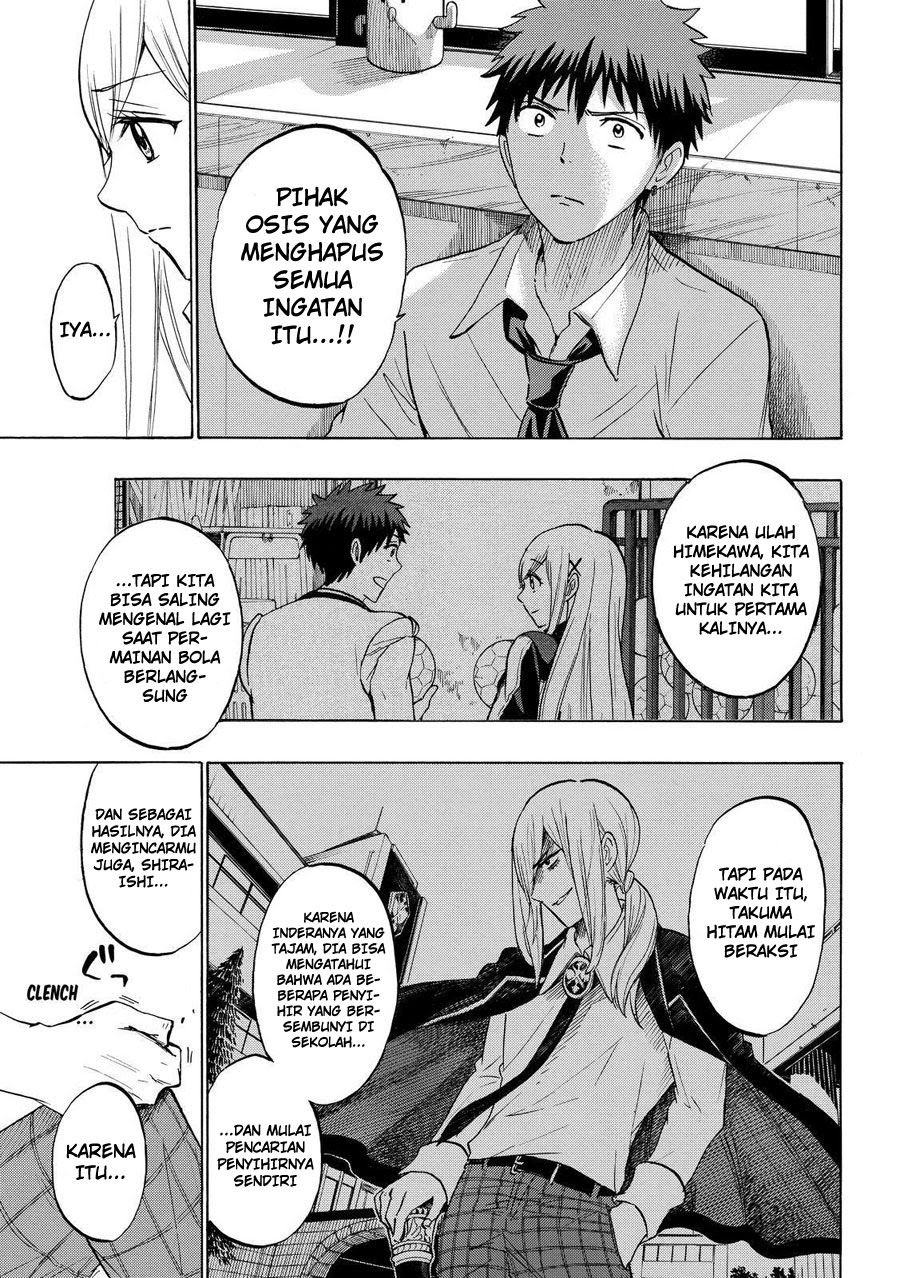 PIHAK
OSIS YANG
MENGHAPUS
SEMUA
INGATAN
ITU...!!
IYA...
KARENA ULAH
HIMEKAWA, KITA
KEHILANGAN
INGATAN KITA
UNTUK PERTAMA
KALINYA...
...TAPI KITA
BISA SALING
MENGENAL LAGI
SAAT PER-
MAINAN BOLA
BERLANG-
SUNG
TAPI PADA
WAKTU ITU,
TAKUMA
HITAM MULAI
BERAKSI
KARENA
INDERANYA YANG
TAJAM, DIA BISA
MENGATAHUI
BAHWA ADA BE-
BERAPA PENYI-
HIR YANG BER-
SEMBUNYI DI
SEKOLAH...
...DAN MULAI
PENCARIAN
PENYIHIRNYA
SENDIRI
DAN SEBAGAI
HASILNYA, DIA
MENGINCARMU
JUGA, SHIRA-
ISHI...
ぐっ
CLENCH
...
KARENA
ITU...